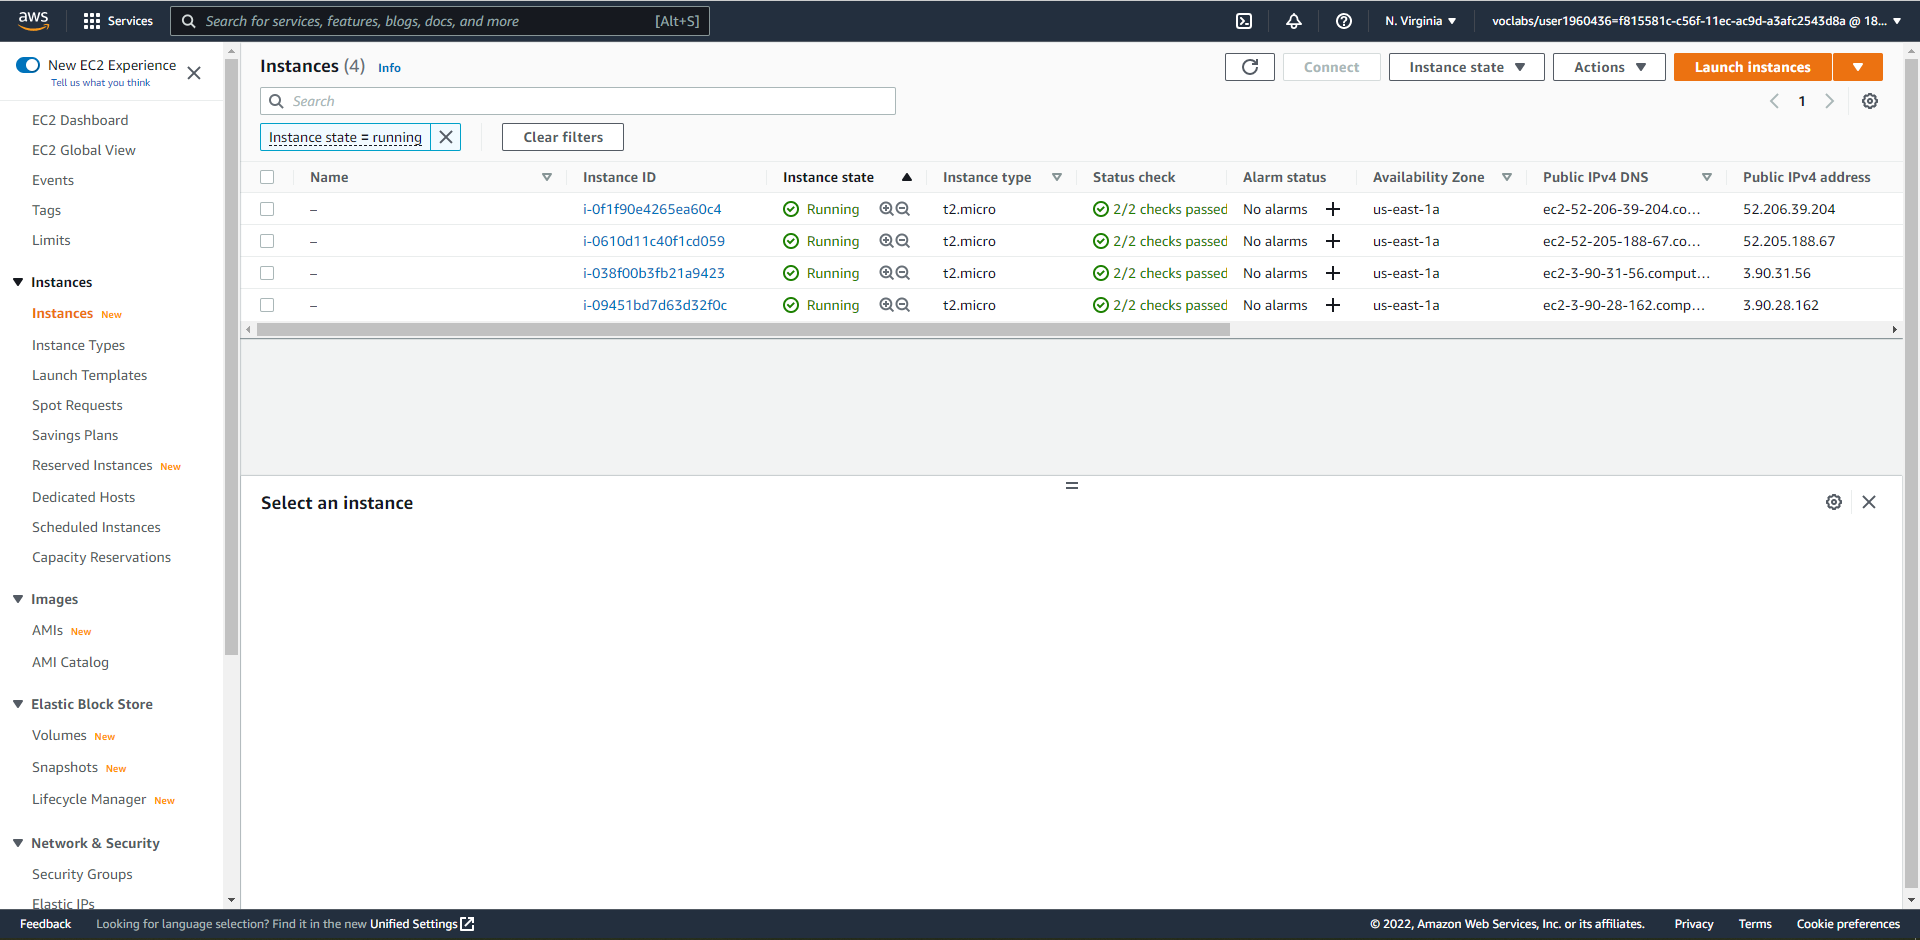 aws Services Search for services, features, blogs, docs, and more [Alt+S] N. Virginia voclabs/user1960436=f815581c-c56f-11ec-ac9d-a3afc2543d8a @ 18...
New EC2 Experience
Tell us what you think
EC2 Dashboard
EC2 Global View
Events
Tags
Limits
Instances
Instances New
Instance Types
Launch Templates
Spot Requests
Savings Plans
Reserved Instances New
Dedicated Hosts
Scheduled Instances
Capacity Reservations
Images
AMIs New
AMI Catalog
Elastic Block Store
Volumes New
Snapshots New
Lifecycle Manager New
Network & Security
Security Groups
Elastic IPs
Instances (4) Info Connect Instance state Actions Launch instances
Search 1
Instance state = running Clear filters
Name Instance ID Instance state Instance type Status check Alarm status Availability Zone Public IPv4 DNS Public IPv4 address
– i-0f1f90e4265ea60c4 Running t2.micro 2/2 checks passed No alarms us-east-1a ec2-52-206-39-204.co... 52.206.39.204
– i-0610d11c40f1cd059 Running t2.micro 2/2 checks passed No alarms us-east-1a ec2-52-205-188-67.co... 52.205.188.67
– i-038f00b3fb21a9423 Running t2.micro 2/2 checks passed No alarms us-east-1a ec2-3-90-31-56.comput... 3.90.31.56
– i-09451bd7d63d32f0c Running t2.micro 2/2 checks passed No alarms us-east-1a ec2-3-90-28-162.comp... 3.90.28.162
Select an instance
Feedback Looking for language selection? Find it in the new Unified Settings © 2022, Amazon Web Services, Inc. or its affiliates. Privacy Terms Cookie preferences